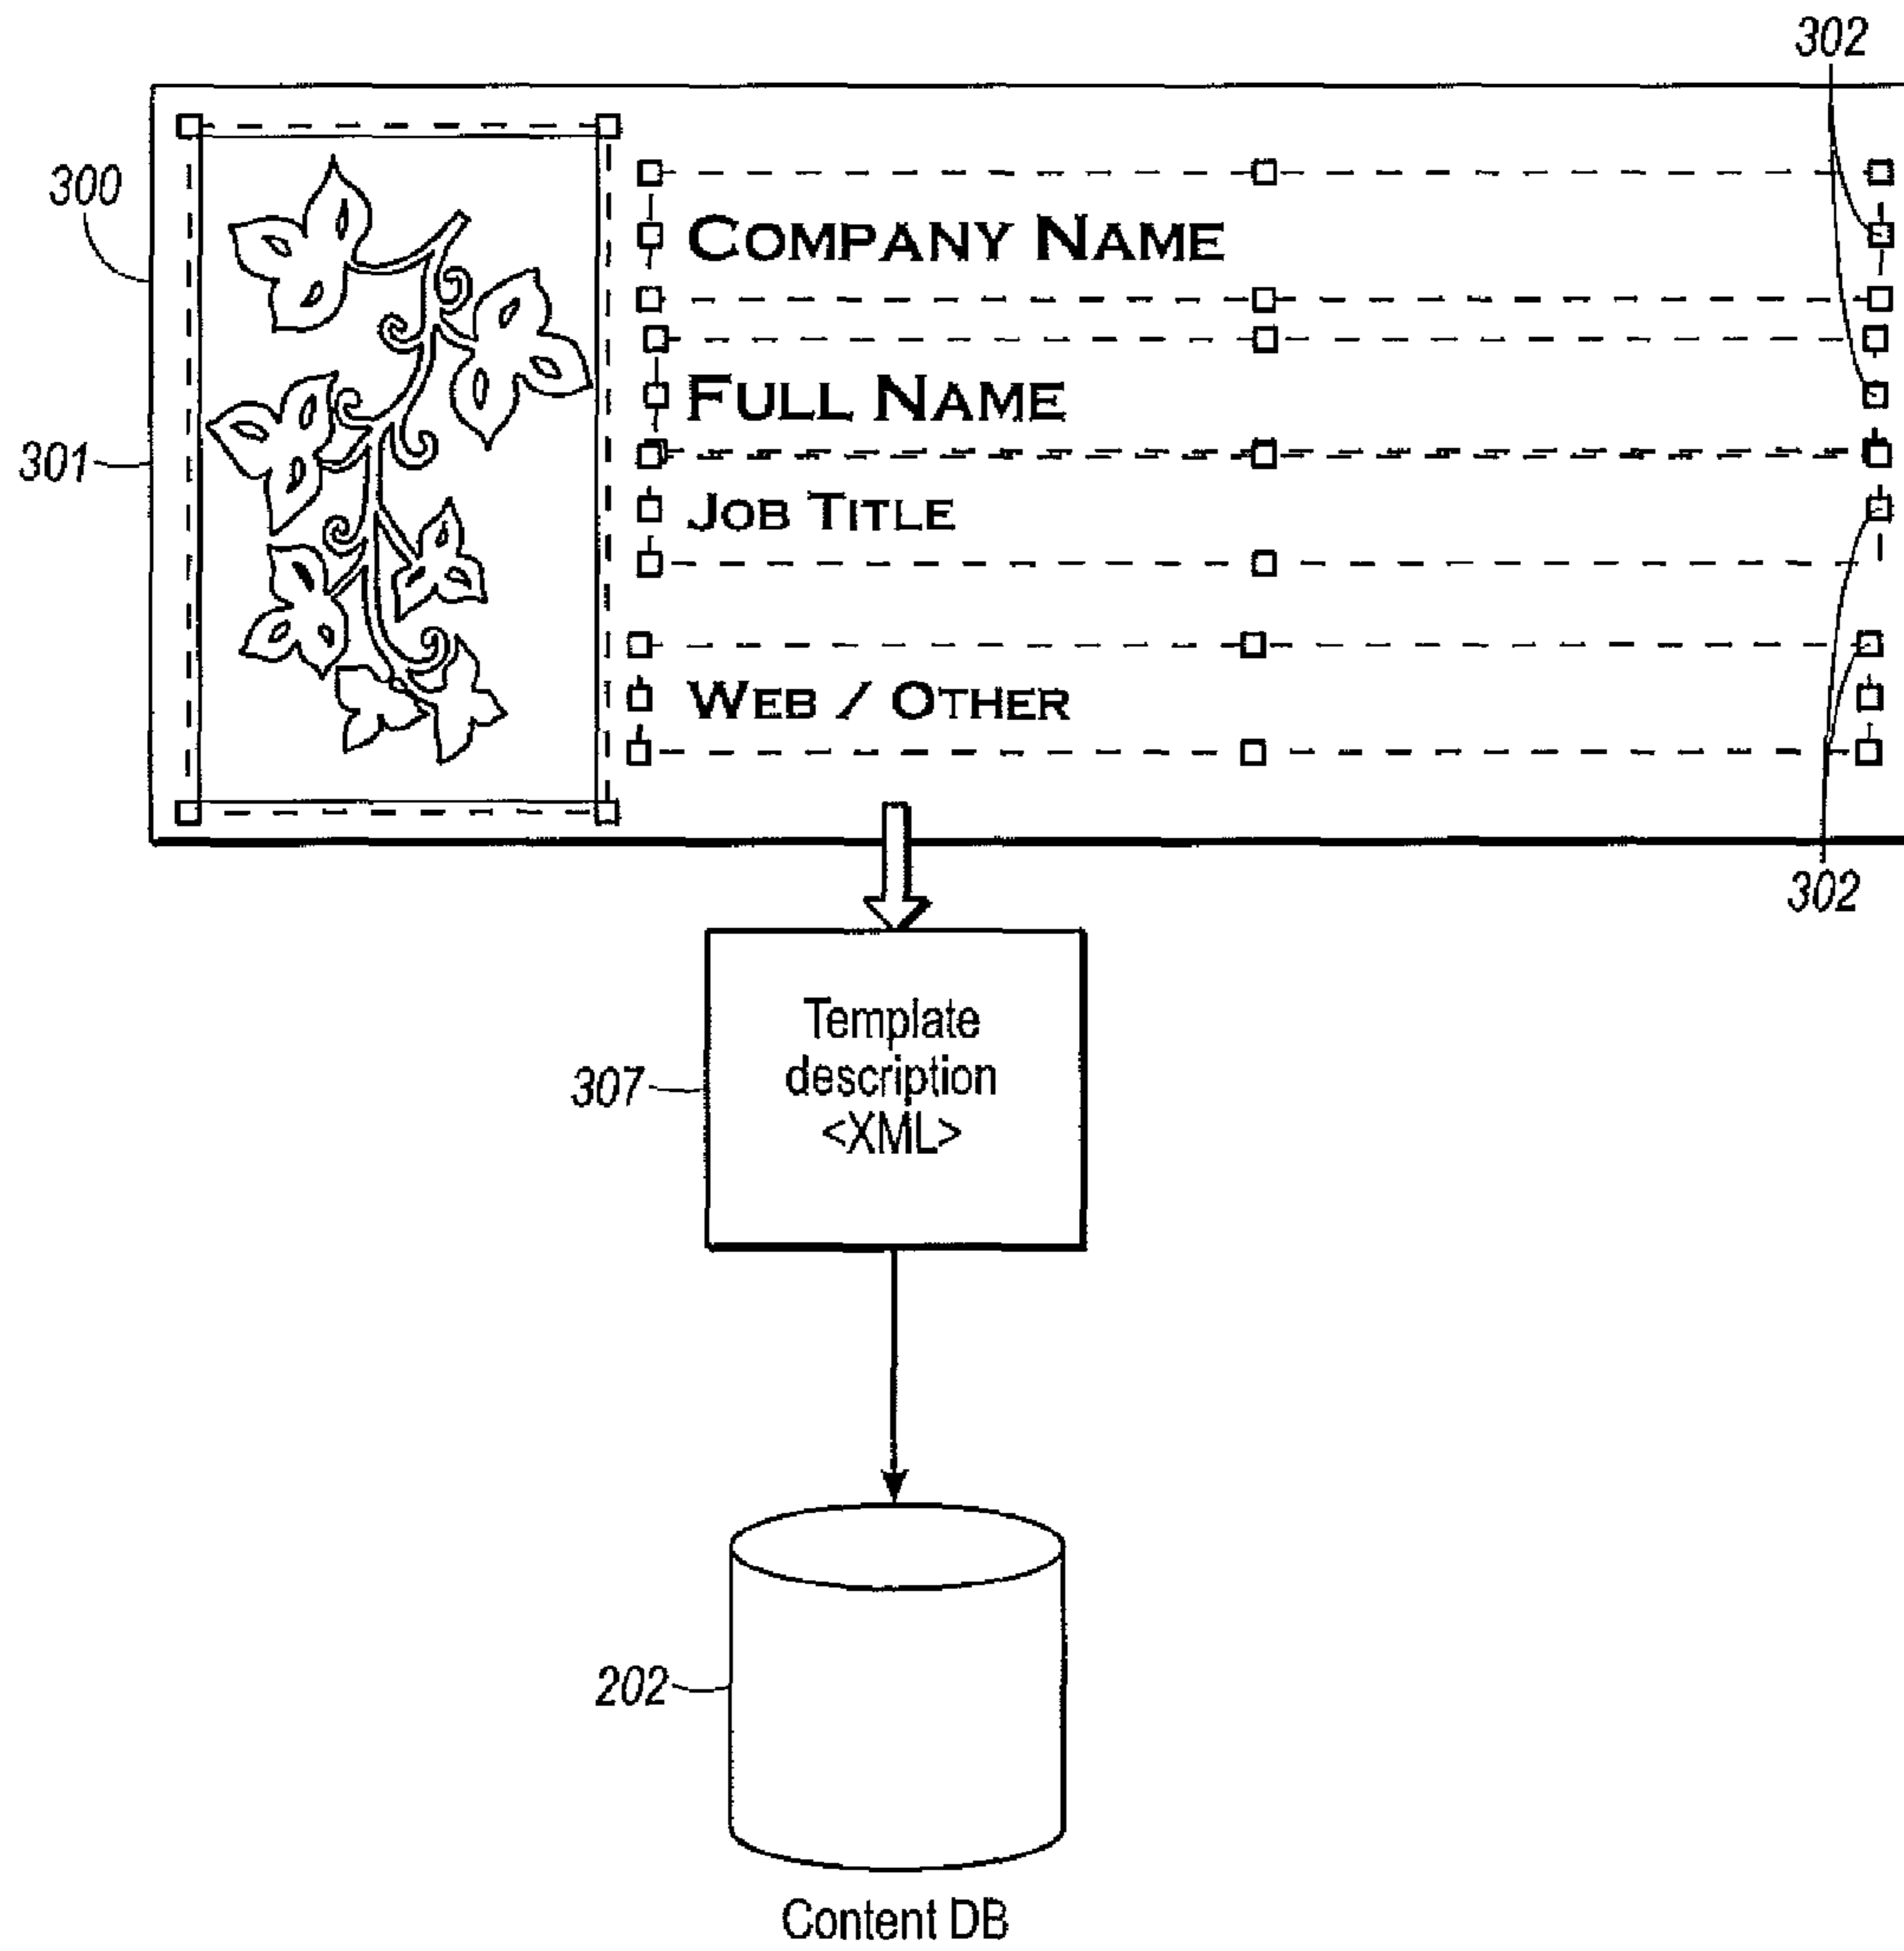 302
300
COMPANY NAME
FULL NAME
301
JOB TITLE
WEB / OTHER
302
Template
description
<XML>
307
202
Content DB